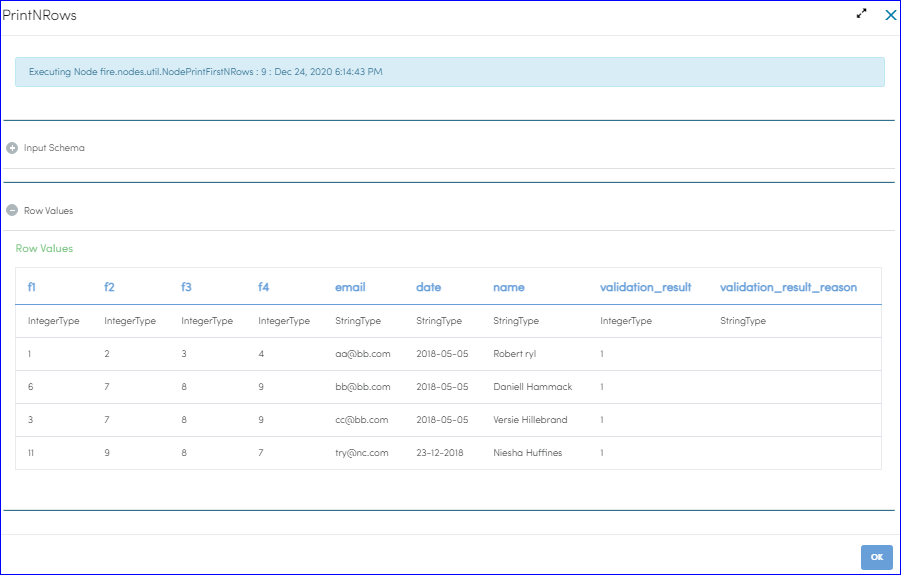 PrintNRows
Executing Node fire.nodes.util.NodePrintFirstNRows : 9 : Dec 24, 2020 6:14:43 PM
Input Schema
Row Values
Row Values
f1 f2 f3 f4 email date name validation_result validation_result_reason
IntegerType IntegerType IntegerType IntegerType StringType StringType StringType IntegerType StringType
1 2 3 4 aa@bb.com 2018-05-05 Robert ryl 1
6 7 8 9 bb@bb.com 2018-05-05 Daniell Hammack 1
3 7 8 9 cc@bb.com 2018-05-05 Versie Hillebrand 1
11 9 8 7 try@nc.com 23-12-2018 Niesha Huffines 1
OK